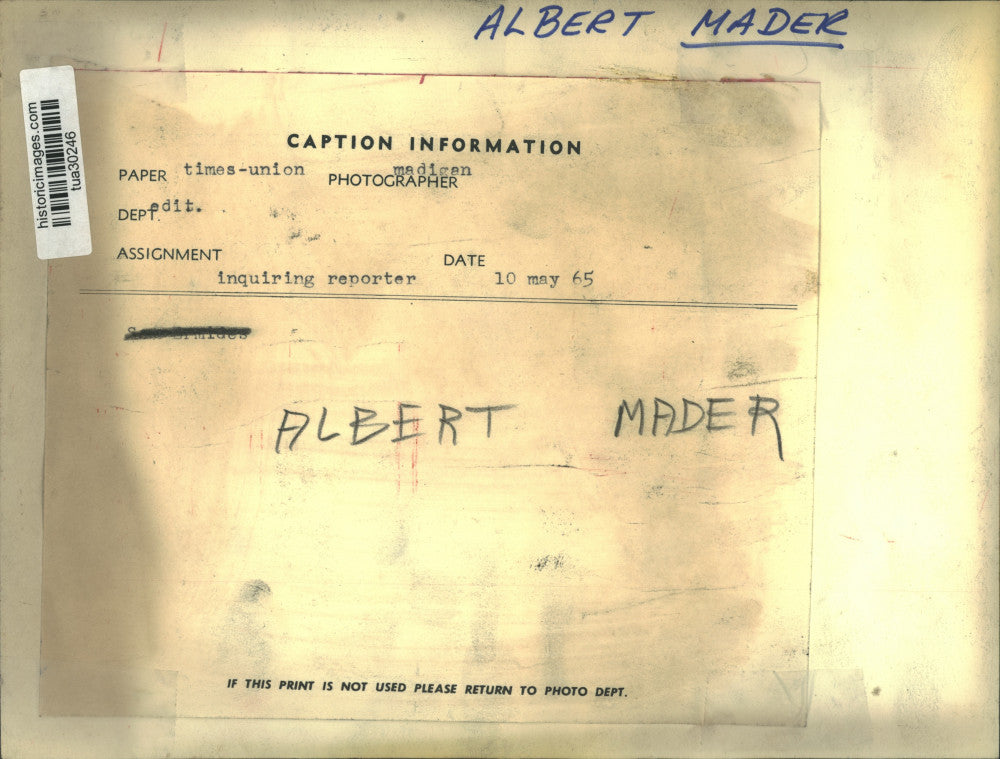 ALBERT MADER
historicimages.com
tua30246
CAPTION INFORMATION
PAPER times-union PHOTOGRAPHER madigan
DEPT. edit.
ASSIGNMENT DATE
inquiring reporter 10 may 65
ALBERT MADER
IF THIS PRINT IS NOT USED PLEASE RETURN TO PHOTO DEPT.